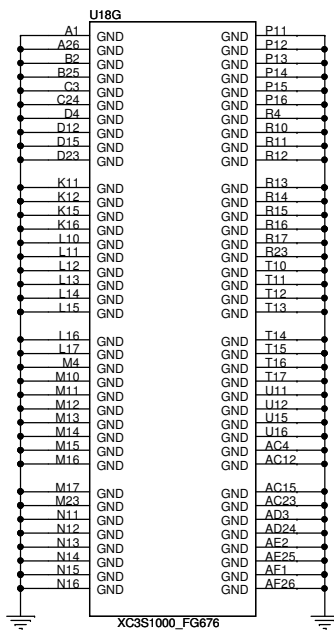 U18G
A1 GND GND P11
A26 GND GND P12
B2 GND GND P13
B25 GND GND P14
C3 GND GND P15
C24 GND GND P16
D4 GND GND R4
D12 GND GND R10
D15 GND GND R11
D23 GND GND R12
K11 GND GND R13
K12 GND GND R14
K15 GND GND R15
K16 GND GND R16
L10 GND GND R17
L11 GND GND R23
L12 GND GND T10
L13 GND GND T11
L14 GND GND T12
L15 GND GND T13
L16 GND GND T14
L17 GND GND T15
M4 GND GND T16
M10 GND GND T17
M11 GND GND U11
M12 GND GND U12
M13 GND GND U15
M14 GND GND U16
M15 GND GND AC4
M16 GND GND AC12
M17 GND GND AC15
M23 GND GND AC23
N11 GND GND AD3
N12 GND GND AD24
N13 GND GND AE2
N14 GND GND AE25
N15 GND GND AF1
N16 GND GND AF26
XC3S1000_FG676